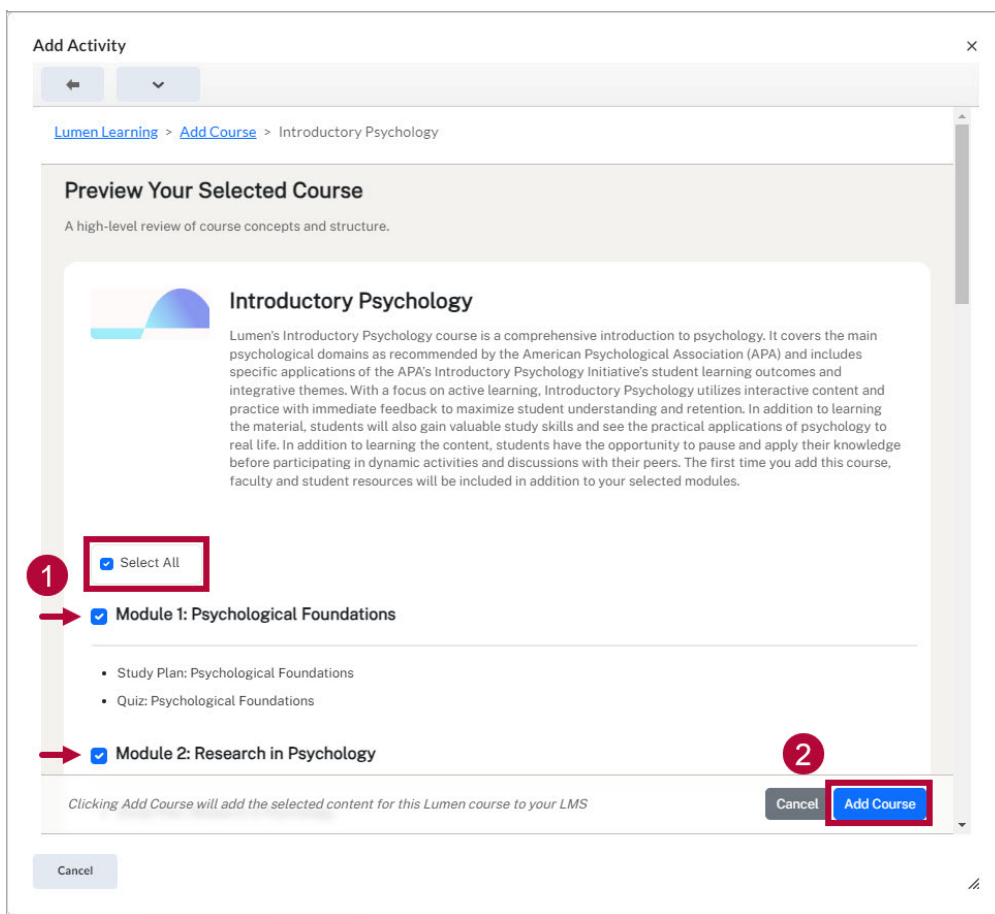 Add Activity
Lumen Learning > Add Course > Introductory Psychology
Preview Your Selected Course
A high-level review of course concepts and structure.
Introductory Psychology
Lumen's Introductory Psychology course is a comprehensive introduction to psychology. It covers the main
psychological domains as recommended by the American Psychological Association (APA) and includes
specific applications of the APA's Introductory Psychology Initiative's student learning outcomes and
integrative themes. With a focus on active learning, Introductory Psychology utilizes interactive content and
practice with immediate feedback to maximize student understanding and retention. In addition to learning
the material, students will also gain valuable study skills and see the practical applications of psychology to
real life. In addition to learning the content, students have the opportunity to pause and apply their knowledge
before participating in dynamic activities and discussions with their peers. The first time you add this course,
faculty and student resources will be included in addition to your selected modules.
1
Select All
Module 1: Psychological Foundations
• Study Plan: Psychological Foundations
• Quiz: Psychological Foundations
Module 2: Research in Psychology
2
Clicking Add Course will add the selected content for this Lumen course to your LMS
Cancel
Add Course
Cancel